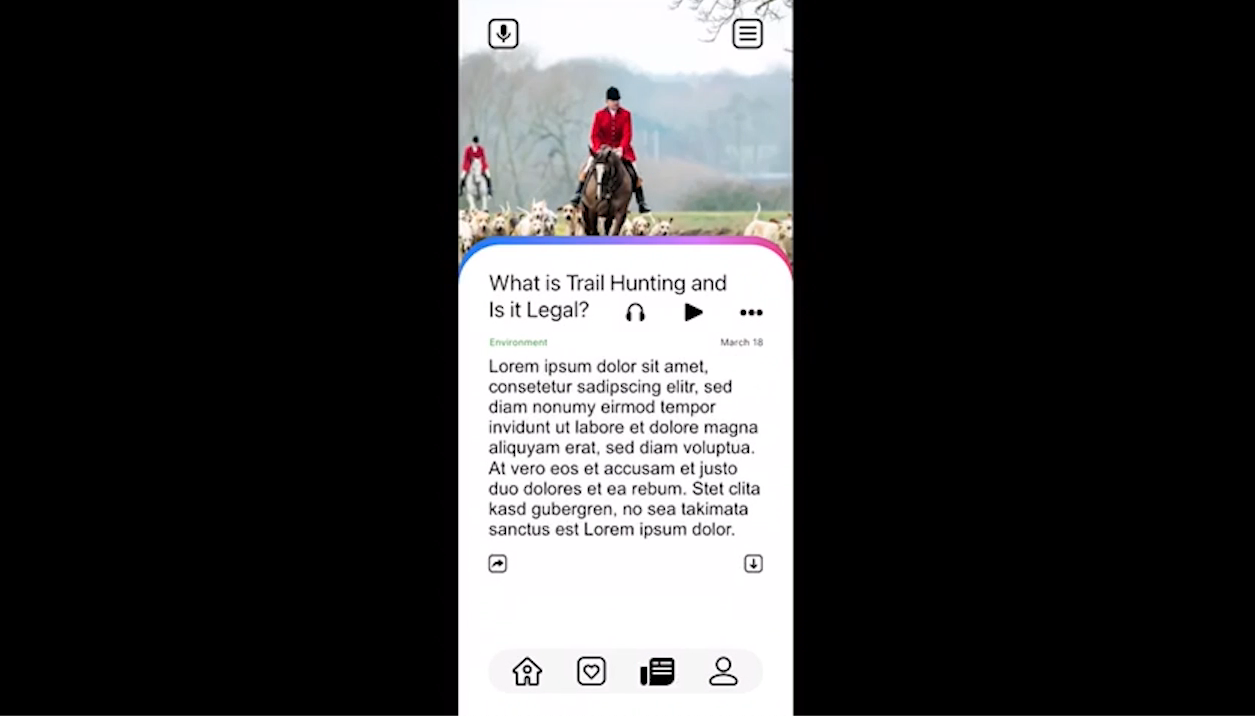 What is Trail Hunting and
Is it Legal?
Environment
March 18
Lorem ipsum dolor sit amet,
consetetur sadipscing elitr, sed
diam nonumy eirmod tempor
invidunt ut labore et dolore magna
aliquyam erat, sed diam voluptua.
At vero eos et accusam et justo
duo dolores et ea rebum. Stet clita
kasd gubergren, no sea takimata
sanctus est Lorem ipsum dolor.